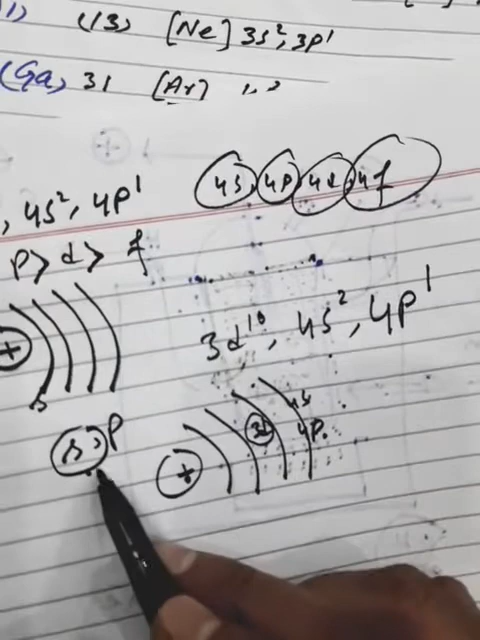 (13) [Ne] 3s², 3p¹
(Ga) 31 [Ar]
4s, 4p, 4d, 4f
, 4s², 4p¹
p > d > f
3d¹⁰, 4s², 4p¹
+
s
4s
3d 4p
s > p
+